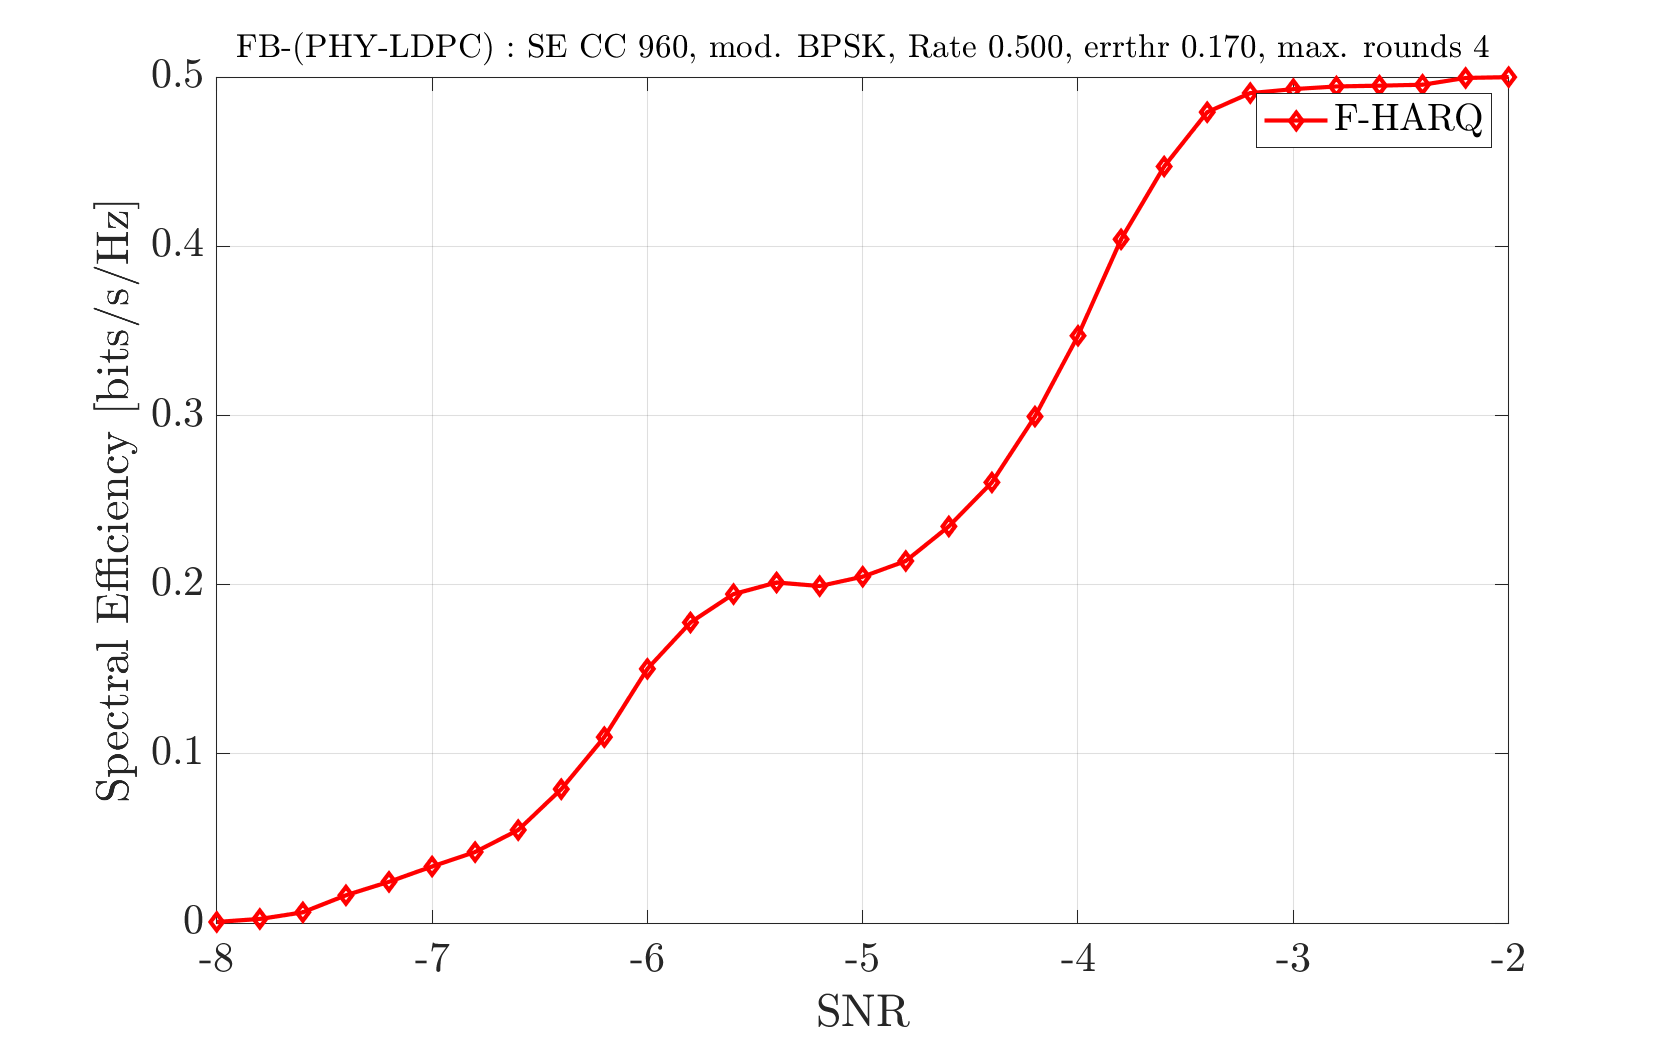 FB-(PHY-LDPC) : SE CC 960, mod. BPSK, Rate 0.500, errthr 0.170, max. rounds 4
0.5
0.4
0.3
0.2
0.1
0
Spectral Efficiency [bits/s/Hz]
F-HARQ
-8 -7 -6 -5 -4 -3 -2
SNR